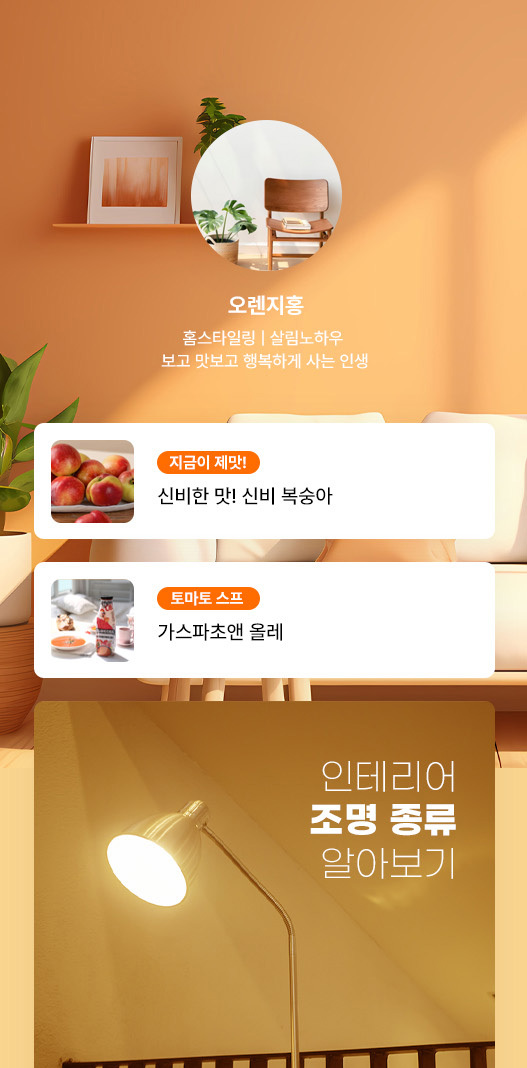 오렌지홍
홈스타일링 | 살림노하우
보고 맛보고 행복하게 사는 인생
지금이 제맛!
신비한 맛! 신비 복숭아
토마토 스프
가스파초앤 올레
인테리어
조명 종류
알아보기